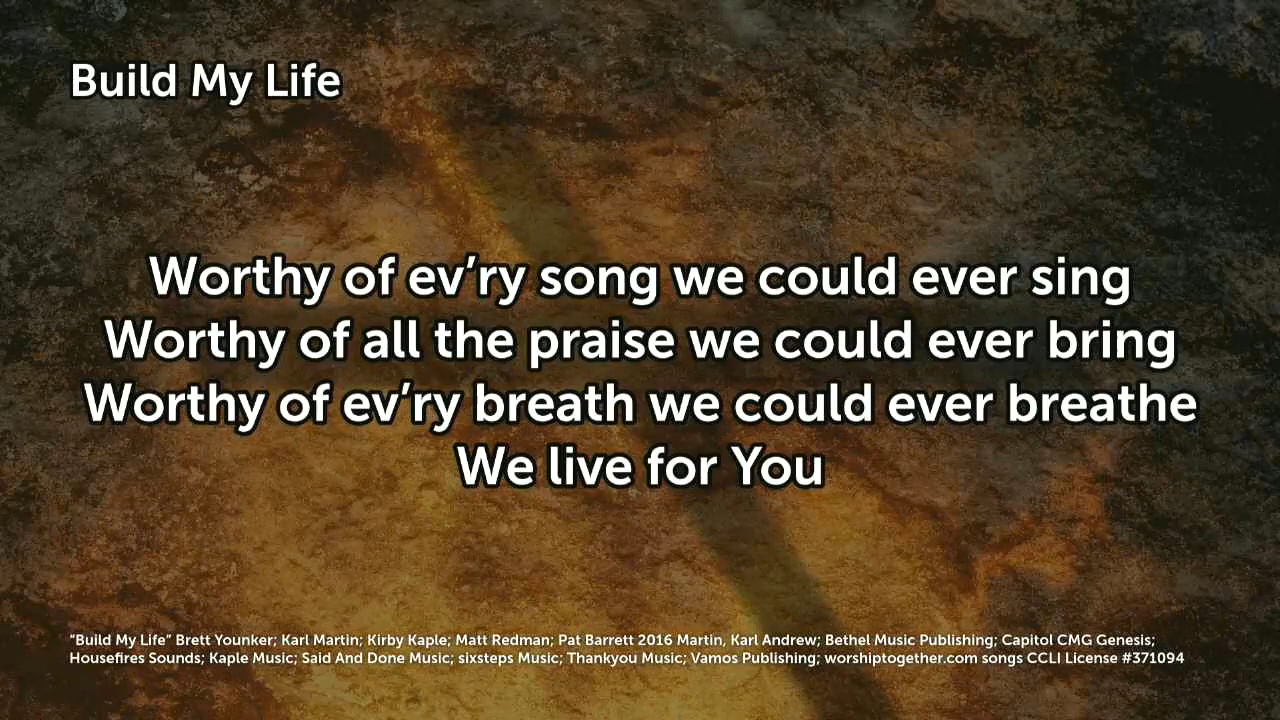 Build My Life
Worthy of ev’ry song we could ever sing
Worthy of all the praise we could ever bring
Worthy of ev’ry breath we could ever breathe
We live for You
“Build My Life” Brett Younker; Karl Martin; Kirby Kaple; Matt Redman; Pat Barrett 2016 Martin, Karl Andrew; Bethel Music Publishing; Capitol CMG Genesis;
Housefires Sounds; Kaple Music; Said And Done Music; sixsteps Music; Thankyou Music; Vamos Publishing; worshiptogether.com songs CCLI License #371094